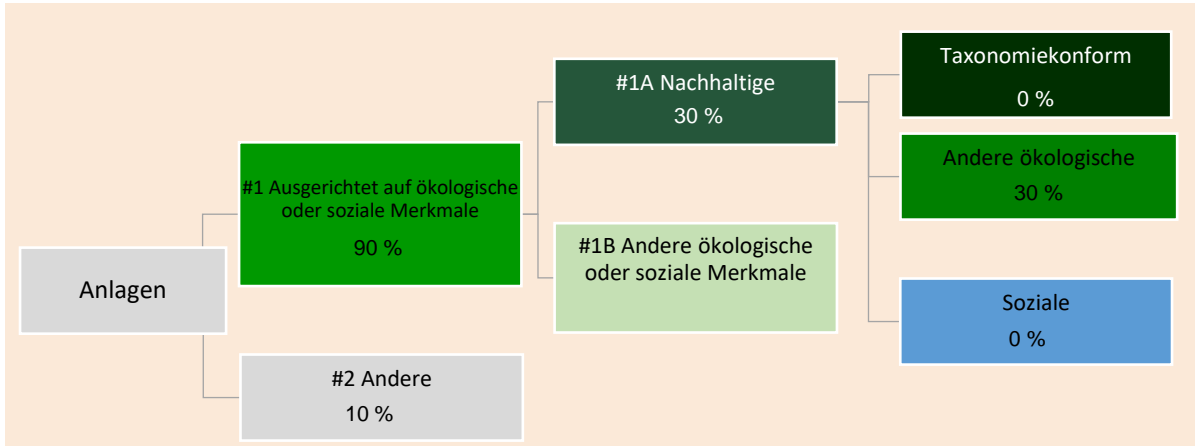 Anlagen
#1 Ausgerichtet auf ökologische
oder soziale Merkmale
90 %
#2 Andere
10 %
#1A Nachhaltige
30 %
#1B Andere ökologische
oder soziale Merkmale
Taxonomiekonform
0 %
Andere ökologische
30 %
Soziale
0 %